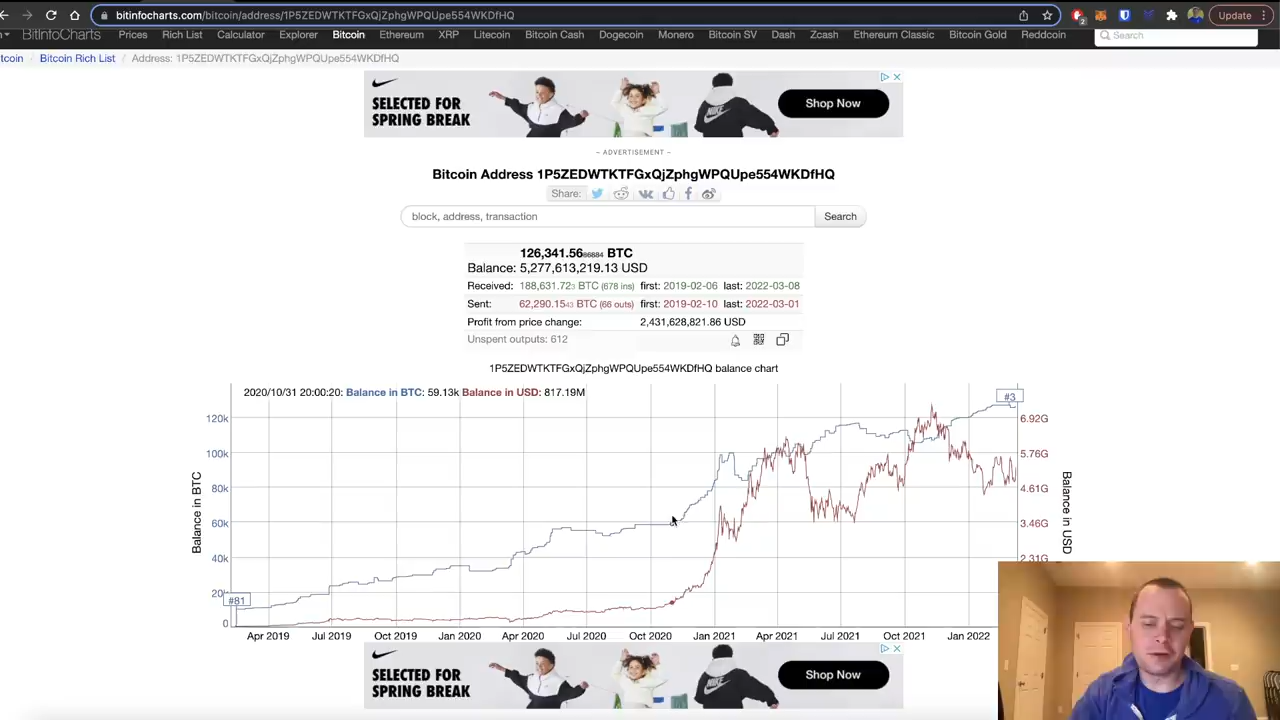 bitinfocharts.com/bitcoin/address/1P5ZEDWTKTFGxQjZphgWPQUpe554WKDfHQ
2
Update
BitInfoCharts Prices Rich List Calculator Explorer Bitcoin Ethereum XRP Litecoin Bitcoin Cash Dogecoin Monero Bitcoin SV Dash Zcash Ethereum Classic Bitcoin Gold Reddcoin Search
tcoin / Bitcoin Rich List / Address: 1P5ZEDWTKTFGxQjZphgWPQUpe554WKDfHQ
SELECTED FOR
SPRING BREAK
NIKE
Shop Now
– ADVERTISEMENT –
Bitcoin Address 1P5ZEDWTKTFGxQjZphgWPQUpe554WKDfHQ
Share:
block, address, transaction Search
126,341.5686884 BTC
Balance: 5,277,613,219.13 USD
Received: 188,631.723 BTC (678 ins) first: 2019-02-06 last: 2022-03-08
Sent: 62,290.1543 BTC (66 outs) first: 2019-02-10 last: 2022-03-01
Profit from price change: 2,431,628,821.86 USD
Unspent outputs: 612
1P5ZEDWTKTFGxQjZphgWPQUpe554WKDfHQ balance chart
2020/10/31 20:00:20: Balance in BTC: 59.13k Balance in USD: 817.19M
#3
120k 6.92G
100k 5.76G
80k 4.61G
60k 3.46G
40k 2.31G
20
0
#81
Balance in BTC
Balance in USD
Apr 2019 Jul 2019 Oct 2019 Jan 2020 Apr 2020 Jul 2020 Oct 2020 Jan 2021 Apr 2021 Jul 2021 Oct 2021 Jan 2022
SELECTED FOR
SPRING BREAK
NIKE
Shop Now